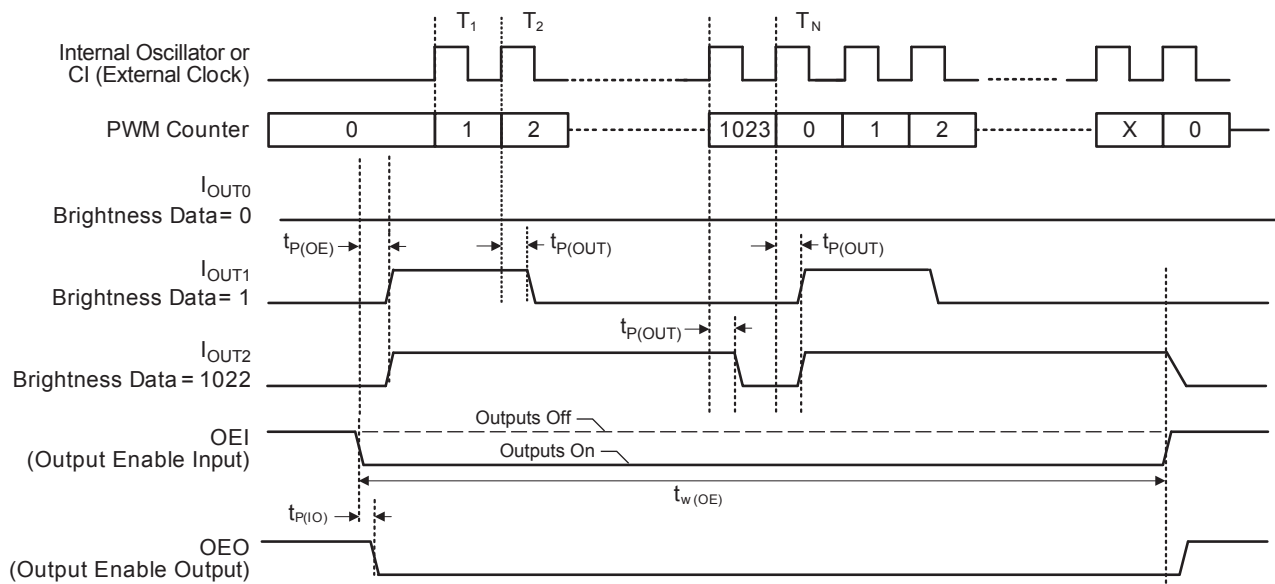 T1 T2 TN
Internal Oscillator or
CI (External Clock)
PWM Counter 0 1 2 1023 0 1 2 X 0
IOUT0
Brightness Data= 0
tP(OE) tP(OUT) tP(OUT)
IOUT1
Brightness Data= 1
tP(OUT)
IOUT2
Brightness Data = 1022
Outputs Off
OEI
(Output Enable Input)
Outputs On
tw(OE)
tP(IO)
OEO
(Output Enable Output)